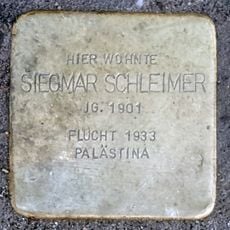 HIER WOHNTE
SIEGMAR SCHLEIMER
JG. 1901
FLUCHT 1933
PALÄSTINA